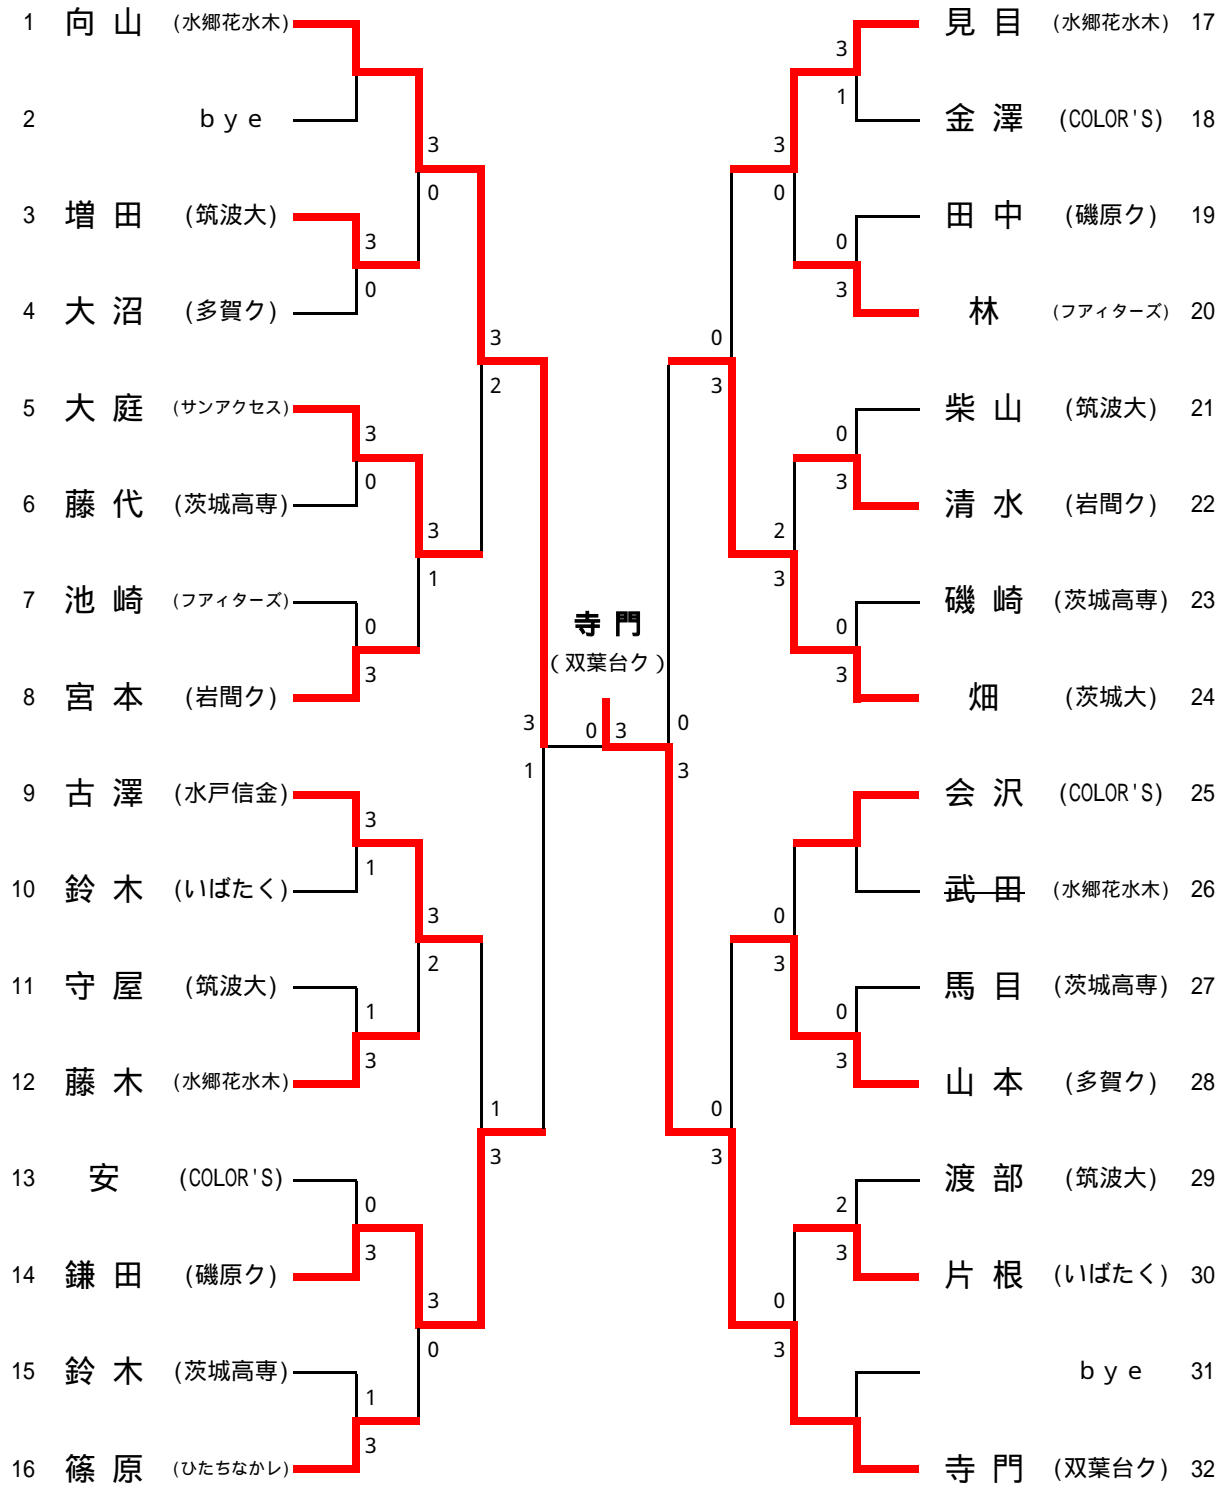 1 向山 (水郷花水木)
2 bye
3 増田 (筑波大)
4 大沼 (多賀ク)
5 大庭 (サンアクセス)
6 藤代 (茨城高専)
7 池崎 (フアィターズ)
8 宮本 (岩間ク)
9 古澤 (水戸信金)
10 鈴木 (いばたく)
11 守屋 (筑波大)
12 藤木 (水郷花水木)
13 安 (COLOR'S)
14 鎌田 (磯原ク)
15 鈴木 (茨城高専)
16 篠原 (ひたちなかレ)
3
0
3
0
3
0
0
3
3
1
1
3
0
3
1
3
3
0
3
1
3
2
3
0
3
2
1
3
3
1
寺門
(双葉台ク)
0 3
0
3
0
3
0
3
3
0
2
3
0
3
0
3
3
1
0
3
0
3
0
3
0
3
2
3
見目 (水郷花水木) 17
金澤 (COLOR'S) 18
田中 (磯原ク) 19
林 (フアィターズ) 20
柴山 (筑波大) 21
清水 (岩間ク) 22
磯崎 (茨城高専) 23
畑 (茨城大) 24
会沢 (COLOR'S) 25
武田 (水郷花水木) 26
馬目 (茨城高専) 27
山本 (多賀ク) 28
渡部 (筑波大) 29
片根 (いばたく) 30
bye 31
寺門 (双葉台ク) 32